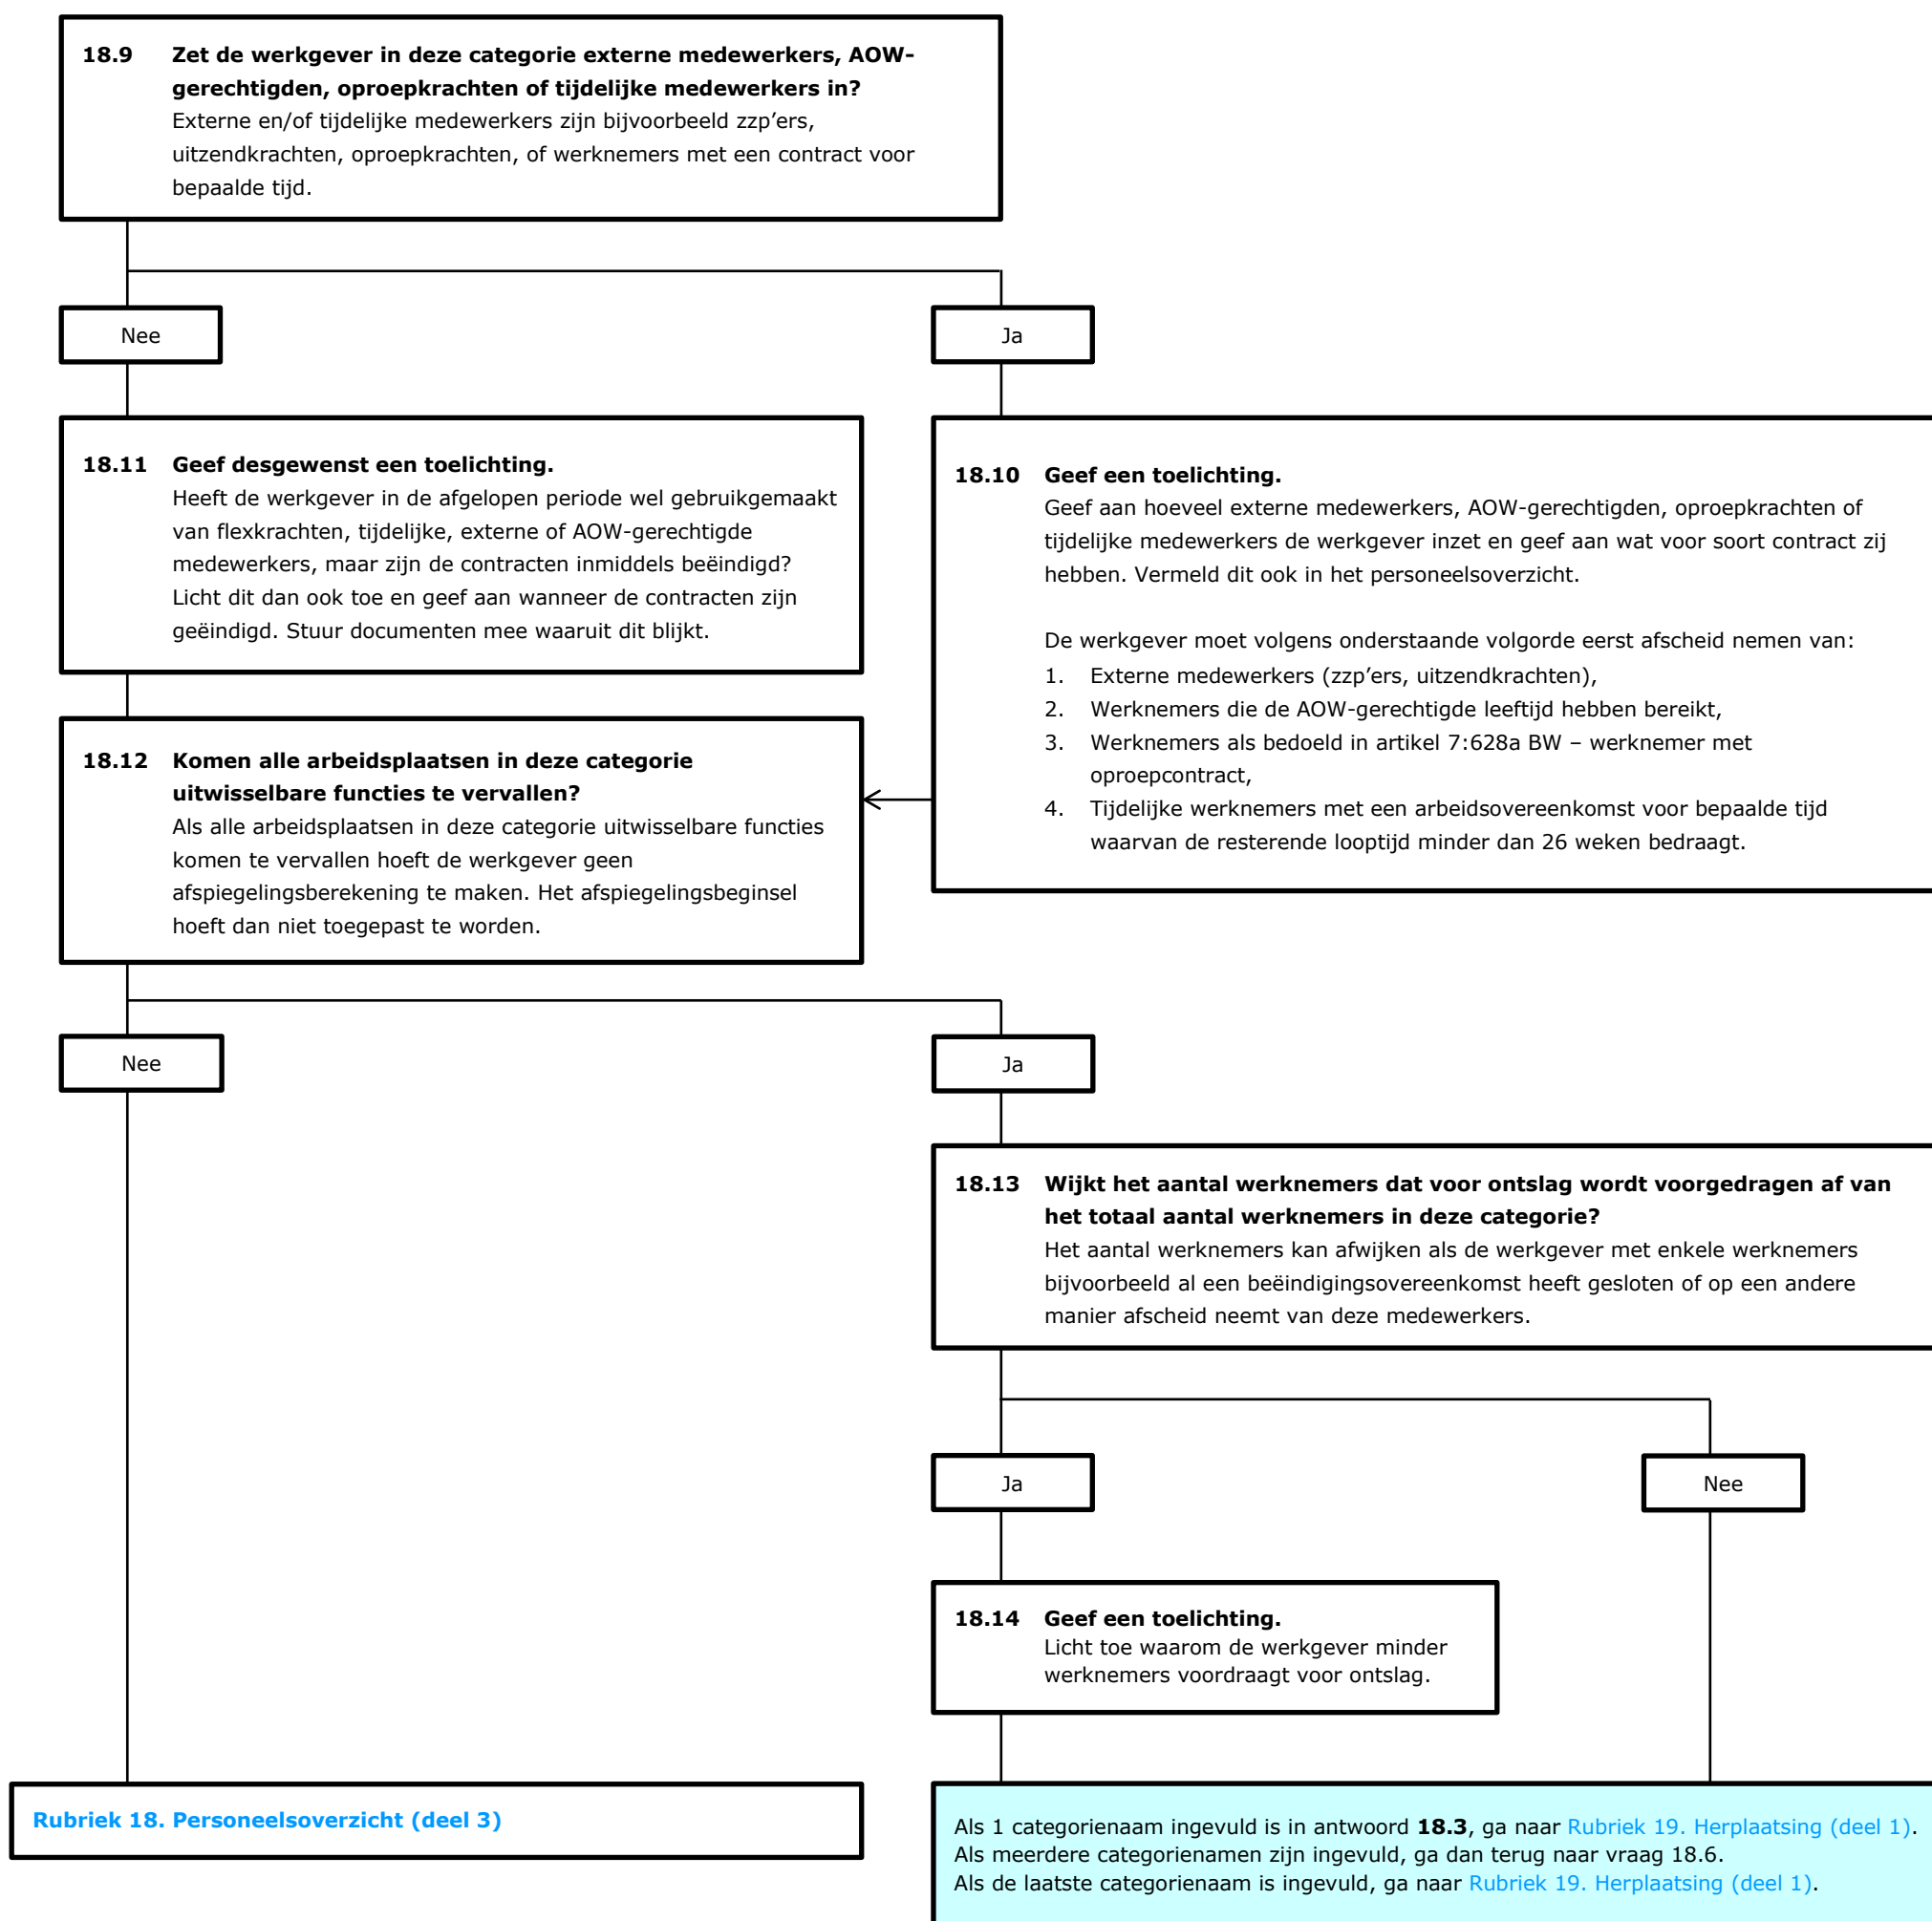 18.9 Zet de werkgever in deze categorie externe medewerkers, AOW-
gerechtigden, oproepkrachten of tijdelijke medewerkers in?
Externe en/of tijdelijke medewerkers zijn bijvoorbeeld zzp’ers,
uitzendkrachten, oproepkrachten, of werknemers met een contract voor
bepaalde tijd.
Nee
Ja
18.11 Geef desgewenst een toelichting.
Heeft de werkgever in de afgelopen periode wel gebruikgemaakt
van flexkrachten, tijdelijke, externe of AOW-gerechtigde
medewerkers, maar zijn de contracten inmiddels beëindigd?
Licht dit dan ook toe en geef aan wanneer de contracten zijn
geëindigd. Stuur documenten mee waaruit dit blijkt.
18.10 Geef een toelichting.
Geef aan hoeveel externe medewerkers, AOW-gerechtigden, oproepkrachten of
tijdelijke medewerkers de werkgever inzet en geef aan wat voor soort contract zij
hebben. Vermeld dit ook in het personeelsoverzicht.
De werkgever moet volgens onderstaande volgorde eerst afscheid nemen van:
1. Externe medewerkers (zzp’ers, uitzendkrachten),
2. Werknemers die de AOW-gerechtigde leeftijd hebben bereikt,
3. Werknemers als bedoeld in artikel 7:628a BW – werknemer met
oproepcontract,
4. Tijdelijke werknemers met een arbeidsovereenkomst voor bepaalde tijd
waarvan de resterende looptijd minder dan 26 weken bedraagt.
18.12 Komen alle arbeidsplaatsen in deze categorie
uitwisselbare functies te vervallen?
Als alle arbeidsplaatsen in deze categorie uitwisselbare functies
komen te vervallen hoeft de werkgever geen
afspiegelingsberekening te maken. Het afspiegelingsbeginsel
hoeft dan niet toegepast te worden.
Nee
Ja
18.13 Wijkt het aantal werknemers dat voor ontslag wordt voorgedragen af van
het totaal aantal werknemers in deze categorie?
Het aantal werknemers kan afwijken als de werkgever met enkele werknemers
bijvoorbeeld al een beëindigingsovereenkomst heeft gesloten of op een andere
manier afscheid neemt van deze medewerkers.
Ja
Nee
18.14 Geef een toelichting.
Licht toe waarom de werkgever minder
werknemers voordraagt voor ontslag.
Rubriek 18. Personeelsoverzicht (deel 3)
Als 1 categorienaam ingevuld is in antwoord 18.3, ga naar Rubriek 19. Herplaatsing (deel 1).
Als meerdere categorienamen zijn ingevuld, ga dan terug naar vraag 18.6.
Als de laatste categorienaam is ingevuld, ga naar Rubriek 19. Herplaatsing (deel 1).